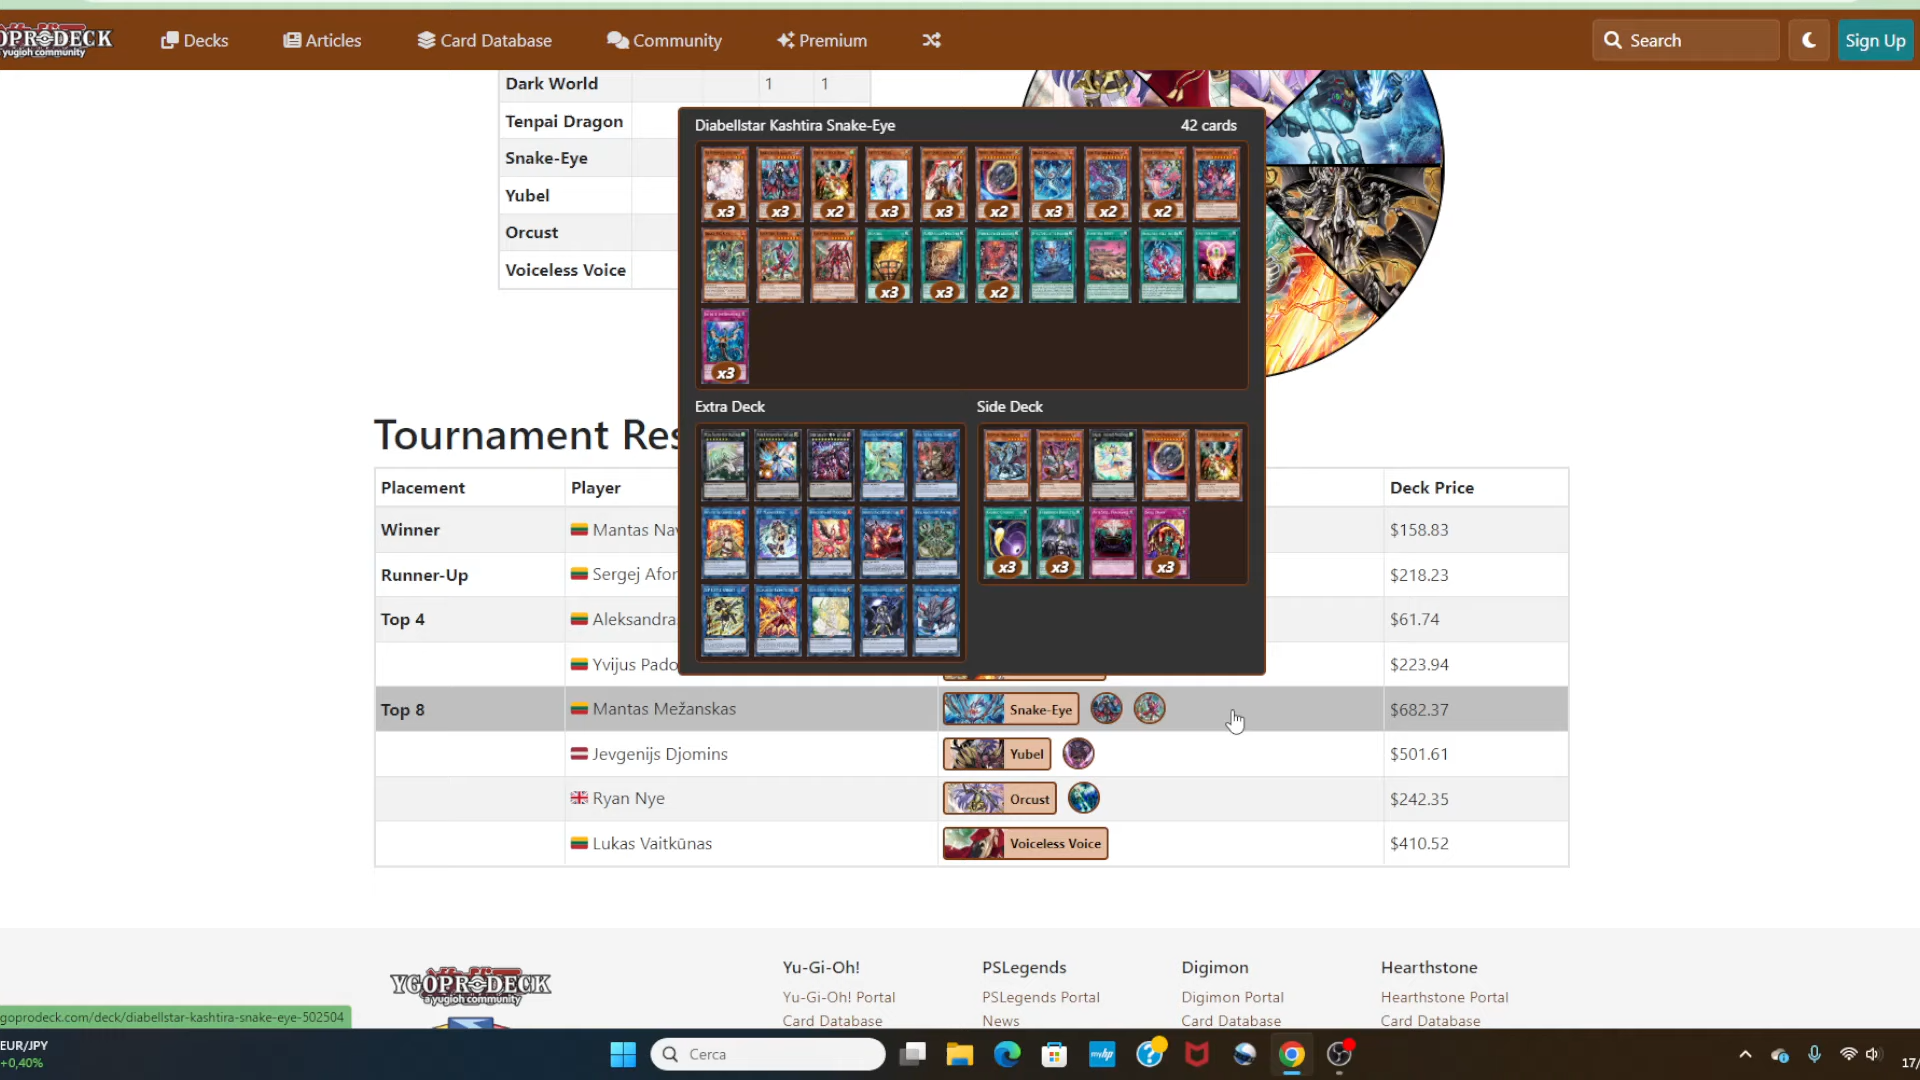 OPRODECK
a yugioh community
Decks
Articles
Card Database
Community
Premium
Search
Sign Up
Dark World 1 1
Tenpai Dragon
Snake-Eye
Yubel
Orcust
Voiceless Voice
Diabellstar Kashtira Snake-Eye 42 cards
x3 x3 x2 x3 x3 x2 x3 x2 x2
x3 x3 x2
x3
Extra Deck
Side Deck
x3 x3 x3
Tournament Res
Placement Player Deck Price
Winner Mantas Nav $158.83
Runner-Up Sergej Afor $218.23
Top 4 Aleksandra $61.74
Yvijus Pado $223.94
Top 8 Mantas Mežanskas Snake-Eye $682.37
Jevgenijs Djomins Yubel $501.61
Ryan Nye Orcust $242.35
Lukas Vaitkūnas Voiceless Voice $410.52
YGOPRODECK
a yugioh community
Yu-Gi-Oh!
Yu-Gi-Oh! Portal
Card Database
PSLegends
PSLegends Portal
News
Digimon
Digimon Portal
Card Database
Hearthstone
Hearthstone Portal
Card Database
goprodeck.com/deck/diabellstar-kashtira-snake-eye-502504
EUR/JPY
+0,40%
Cerca
myhp
17/